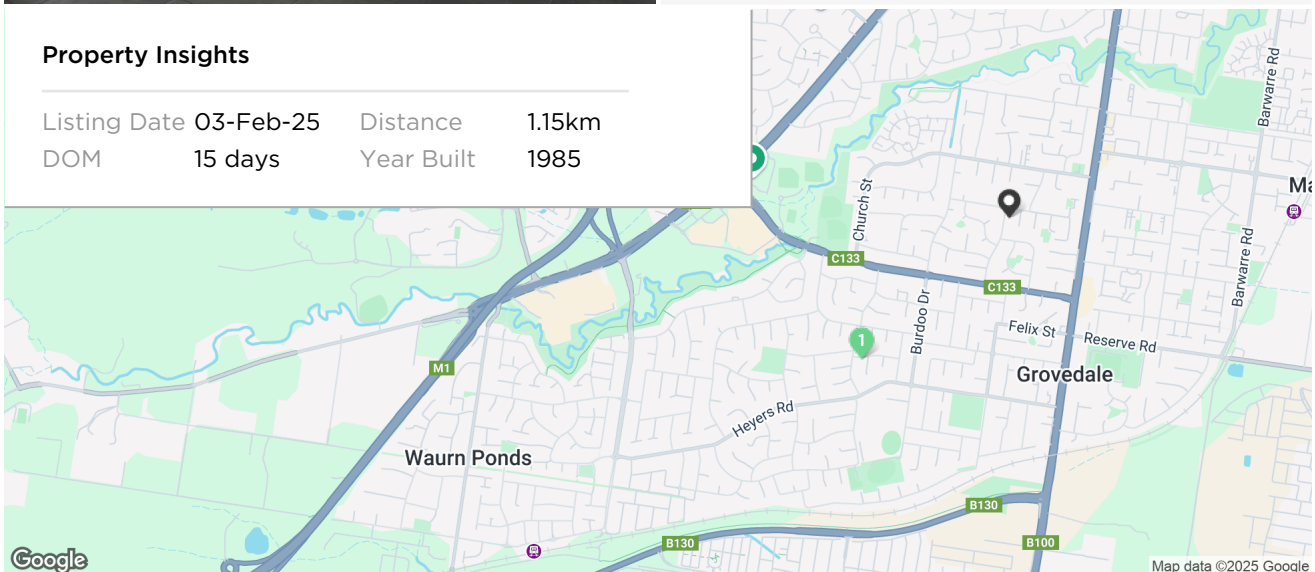 Property Insights
Listing Date 03-Feb-25 Distance 1.15km
DOM 15 days Year Built 1985
Barwarre Rd
Church St
C133
C133
Burdoo Dr
Barwarre Rd
1
Felix St
Reserve Rd
M1
Grovedale
Heyers Rd
Waurn Ponds
B130
B130
B100
Google
Map data ©2025 Google